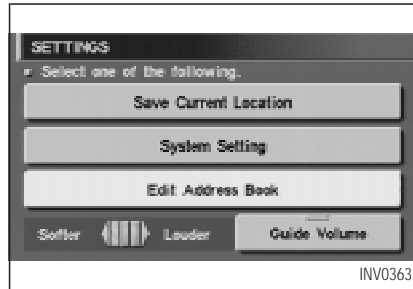 SETTINGS
Select one of the following.
Save Current Location
System Setting
Edit Address Book
Softer Louder Guide Volume
INV0363